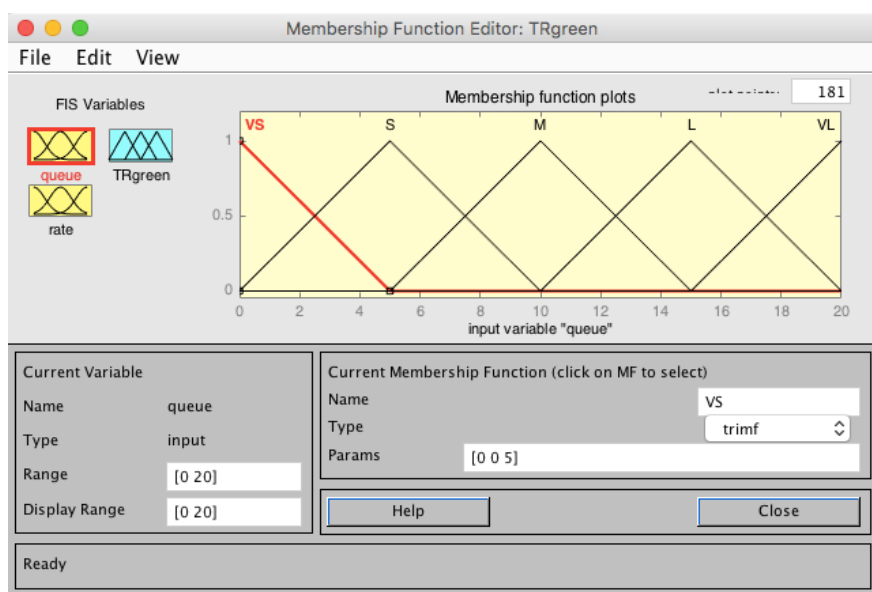 Membership Function Editor: TRgreen
File Edit View
FIS Variables
queue
TRgreen
rate
Membership function plots
181
VS S M L VL
1
0.5
0
0 2 4 6 8 10 12 14 16 18 20
input variable "queue"
Current Variable
Name queue
Type input
Range [0 20]
Display Range [0 20]
Current Membership Function (click on MF to select)
Name VS
Type trimf
Params [0 0 5]
Help Close
Ready